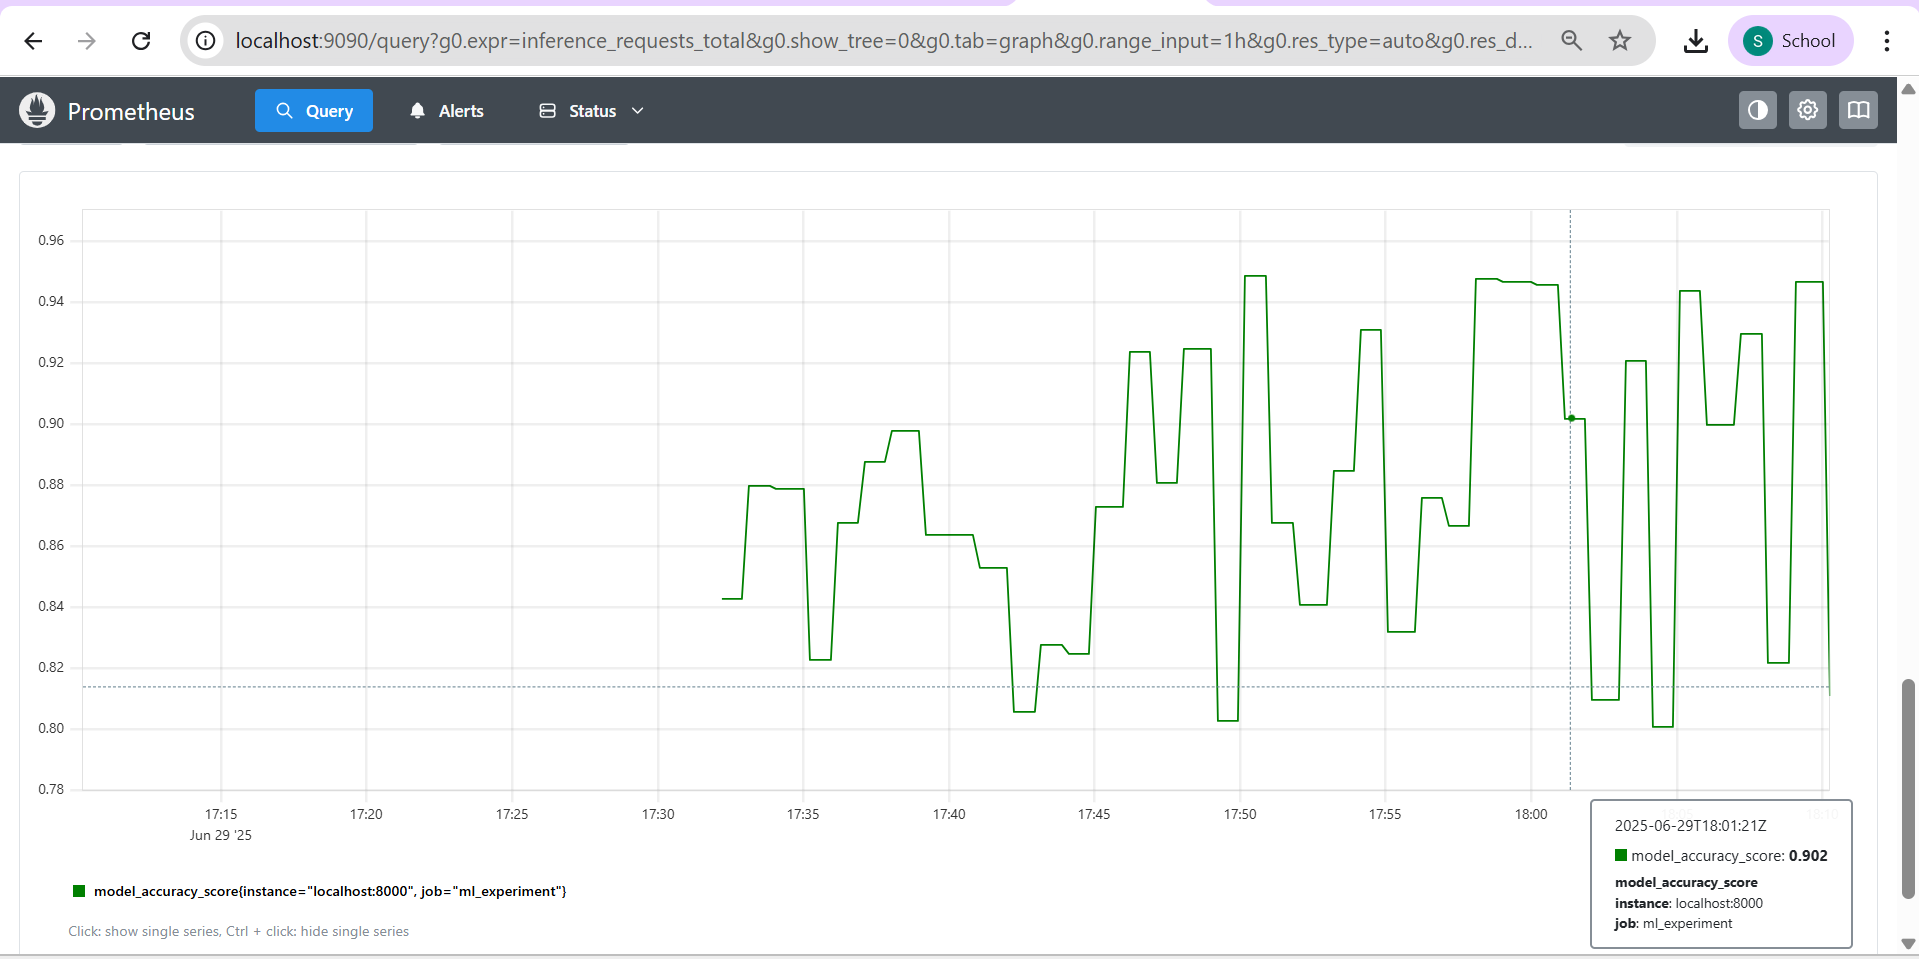 localhost:9090/query?g0.expr=inference_requests_total&g0.show_tree=0&g0.tab=graph&g0.range_input=1h&g0.res_type=auto&g0.res_d...
S School
Prometheus Query Alerts Status
0.96
0.94
0.92
0.90
0.88
0.86
0.84
0.82
0.80
0.78
17:15 17:20 17:25 17:30 17:35 17:40 17:45 17:50 17:55 18:00 18:05 18:10
Jun 29 '25
2025-06-29T18:01:21Z
model_accuracy_score: 0.902
model_accuracy_score
instance: localhost:8000
job: ml_experiment
model_accuracy_score{instance="localhost:8000", job="ml_experiment"}
Click: show single series, Ctrl + click: hide single series